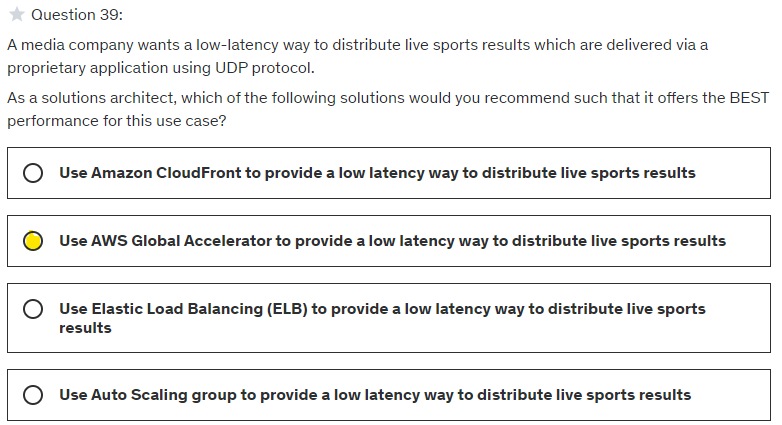 Question 39:
A media company wants a low-latency way to distribute live sports results which are delivered via a
proprietary application using UDP protocol.
As a solutions architect, which of the following solutions would you recommend such that it offers the BEST
performance for this use case?
Use Amazon CloudFront to provide a low latency way to distribute live sports results
Use AWS Global Accelerator to provide a low latency way to distribute live sports results
Use Elastic Load Balancing (ELB) to provide a low latency way to distribute live sports
results
Use Auto Scaling group to provide a low latency way to distribute live sports results